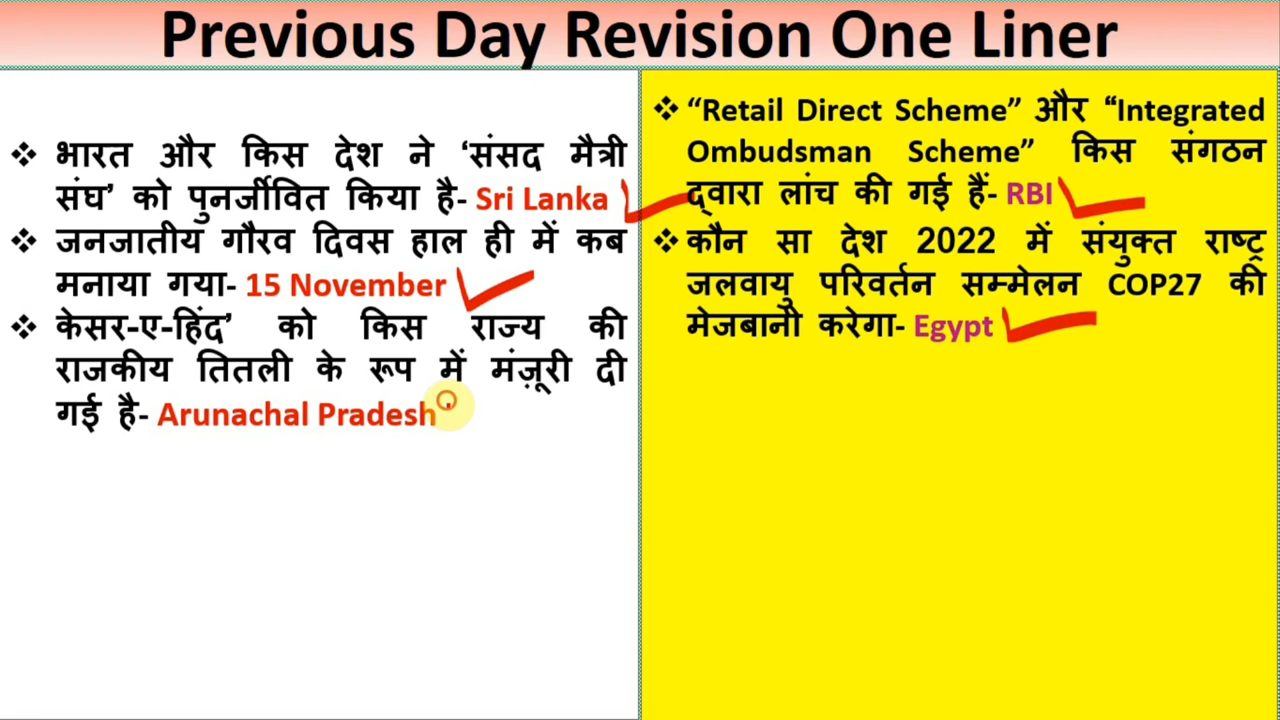 Previous Day Revision One Liner
❖ भारत और किस देश ने ‘संसद मैत्री
संघ’ को पुनर्जीवित किया है- Sri Lanka
❖ जनजातीय गौरव दिवस हाल ही में कब
मनाया गया- 15 November
❖ केसर-ए-हिंद’ को किस राज्य की
राजकीय तितली के रूप में मंज़ूरी दी
गई है- Arunachal Pradesh
❖ “Retail Direct Scheme” और “Integrated
Ombudsman Scheme” किस संगठन
द्वारा लांच की गई हैं- RBI
❖ कौन सा देश 2022 में संयुक्त राष्ट्र
जलवायु परिवर्तन सम्मेलन COP27 की
मेजबानी करेगा- Egypt